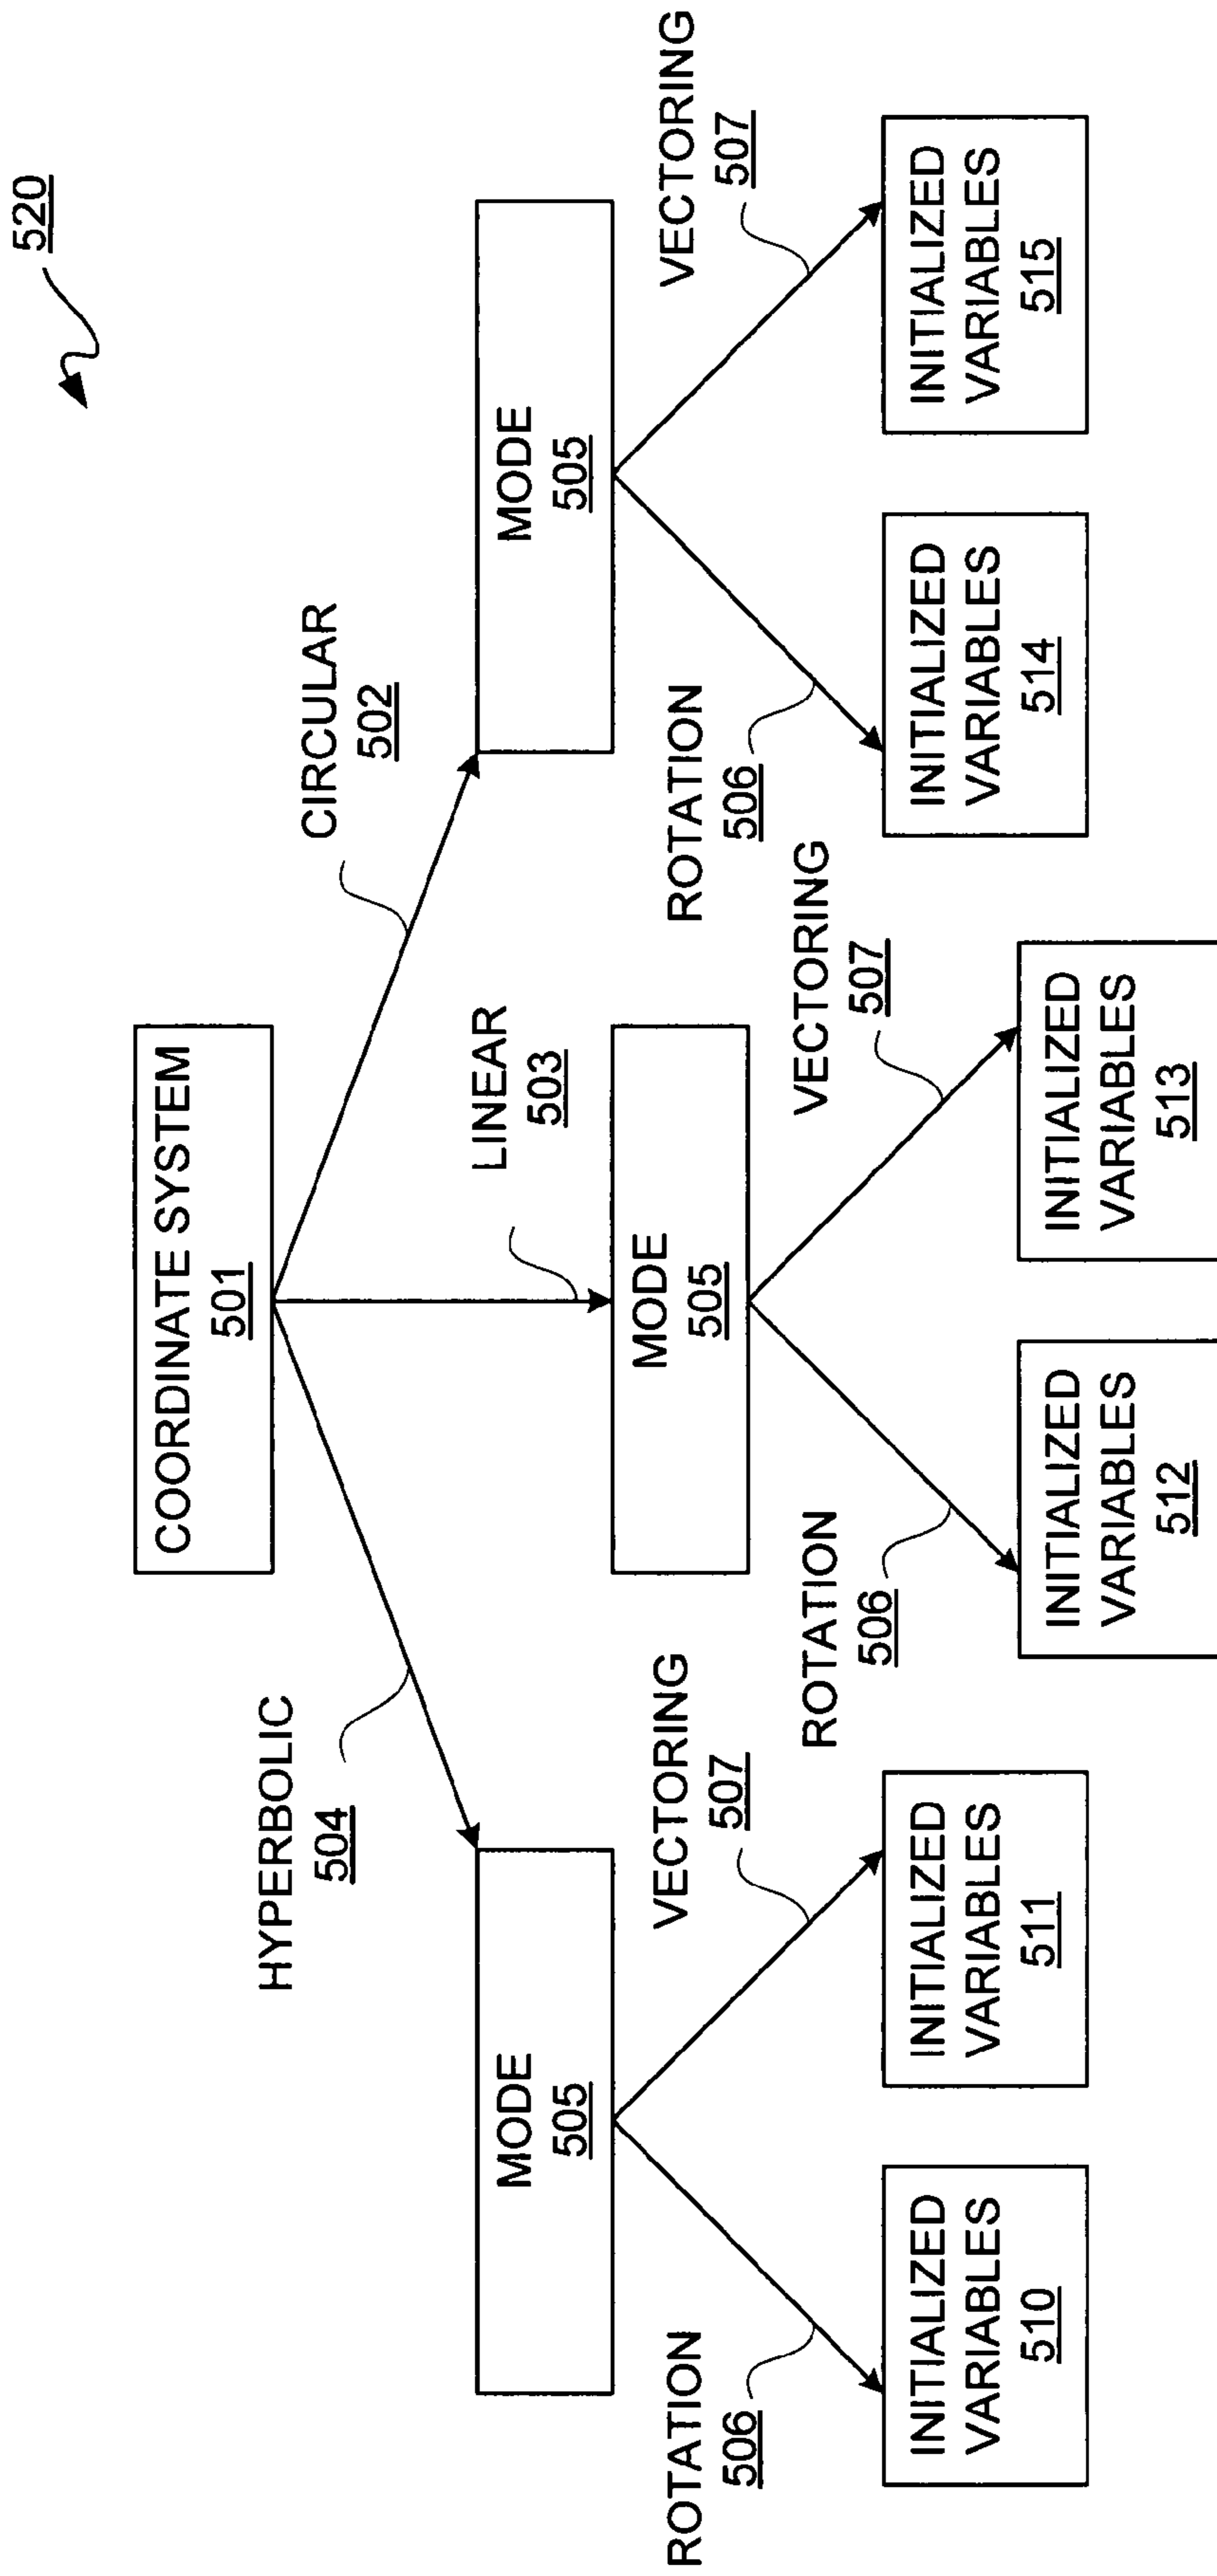 520
COORDINATE SYSTEM
501
HYPERBOLIC
504
LINEAR
503
CIRCULAR
502
MODE
505
MODE
505
MODE
505
ROTATION
506
VECTORING
507
ROTATION
506
VECTORING
507
ROTATION
506
VECTORING
507
INITIALIZED
VARIABLES
510
INITIALIZED
VARIABLES
511
INITIALIZED
VARIABLES
512
INITIALIZED
VARIABLES
513
INITIALIZED
VARIABLES
514
INITIALIZED
VARIABLES
515